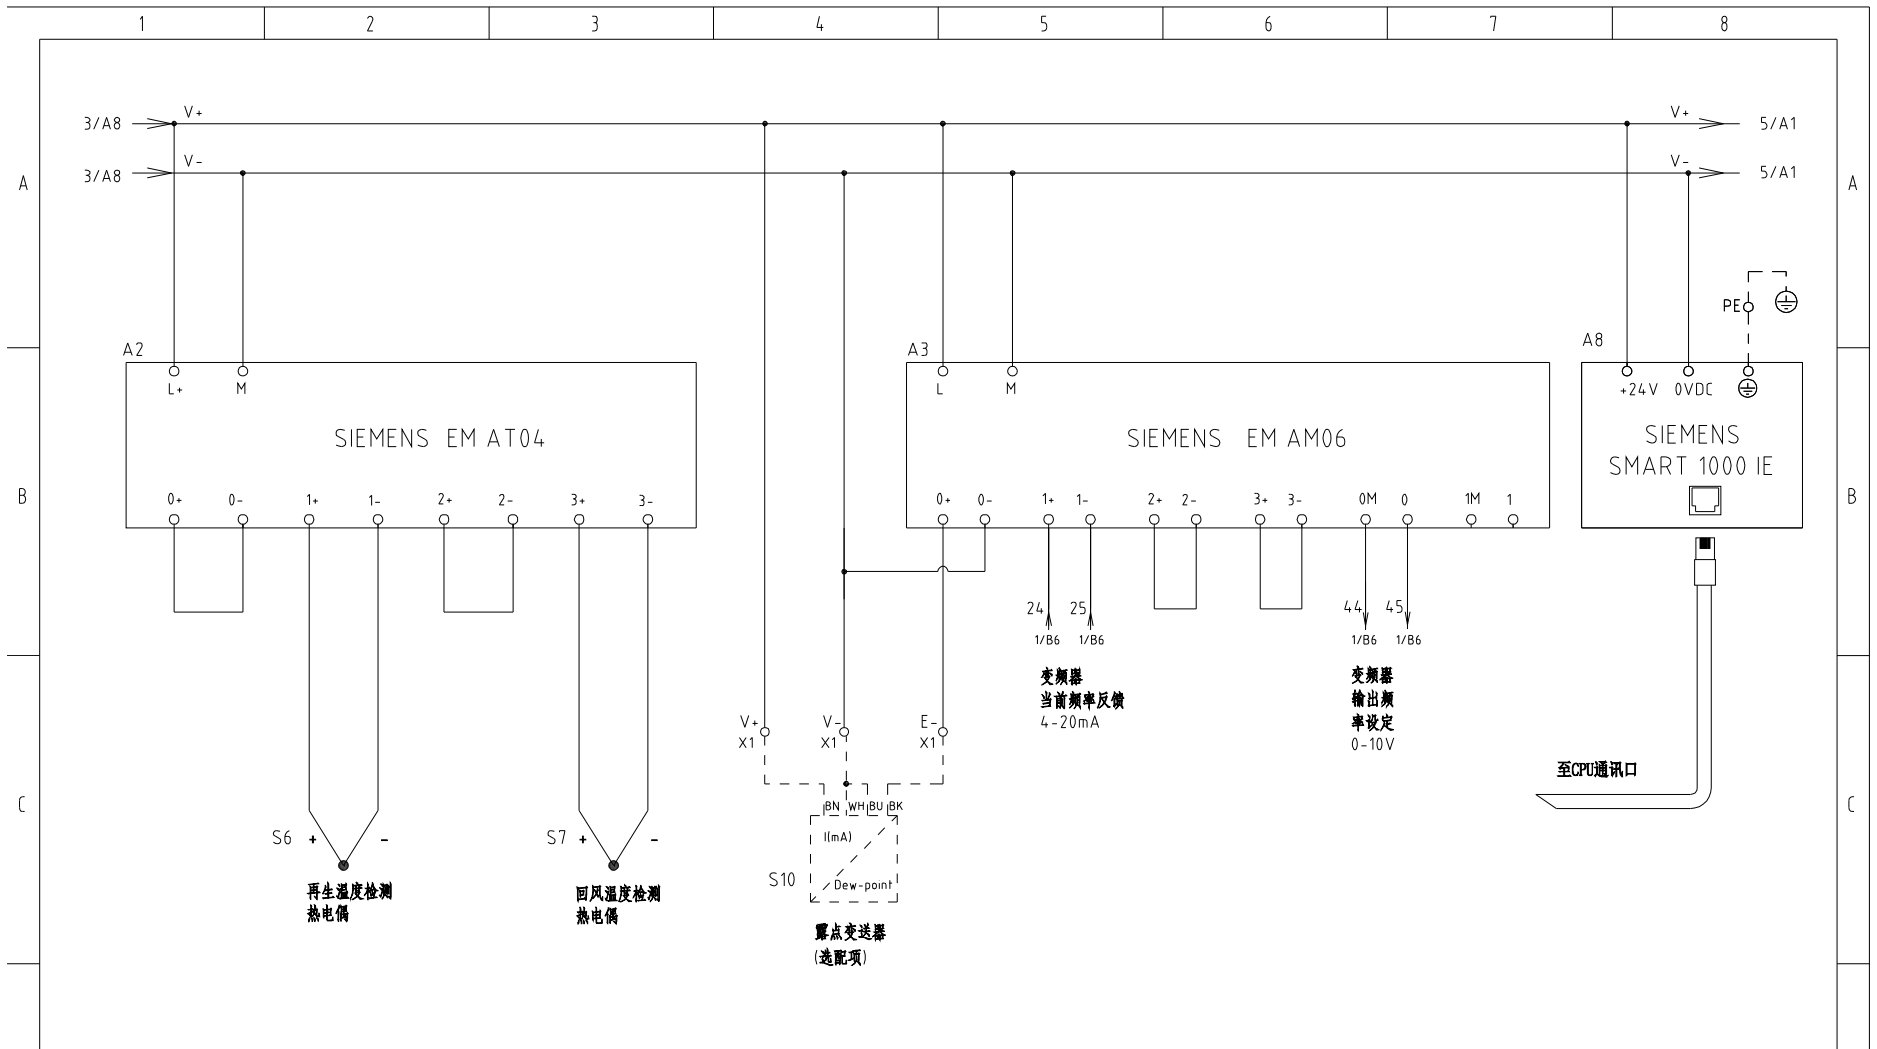 1 2 3 4 5 6 7 8
V+ V+
3/A8 5/A1
V- V-
3/A8 5/A1
A A
PE
A2 A3 A8
L+ M L M +24V 0VDC
SIEMENS EM AT04
SIEMENS EM AM06
SIEMENS
SMART 1000 IE
B B
0+ 0- 1+ 1- 2+ 2- 3+ 3-
0+ 0- 1+ 1- 2+ 2- 3+ 3- 0M 0 1M 1
24 25 44 45
1/B6 1/B6 1/B6 1/B6
变频器
当前频率反馈
4-20mA
变频器
输出频
率设定
0-10V
V+ V- E-
X1 X1 X1
至CPU通讯口
C C
BN WH BU BK
I(mA)
Dew-point
S6 + -
S7 + -
S10
再生温度检测
热电偶
回风温度检测
热电偶
露点变送器
(选配项)